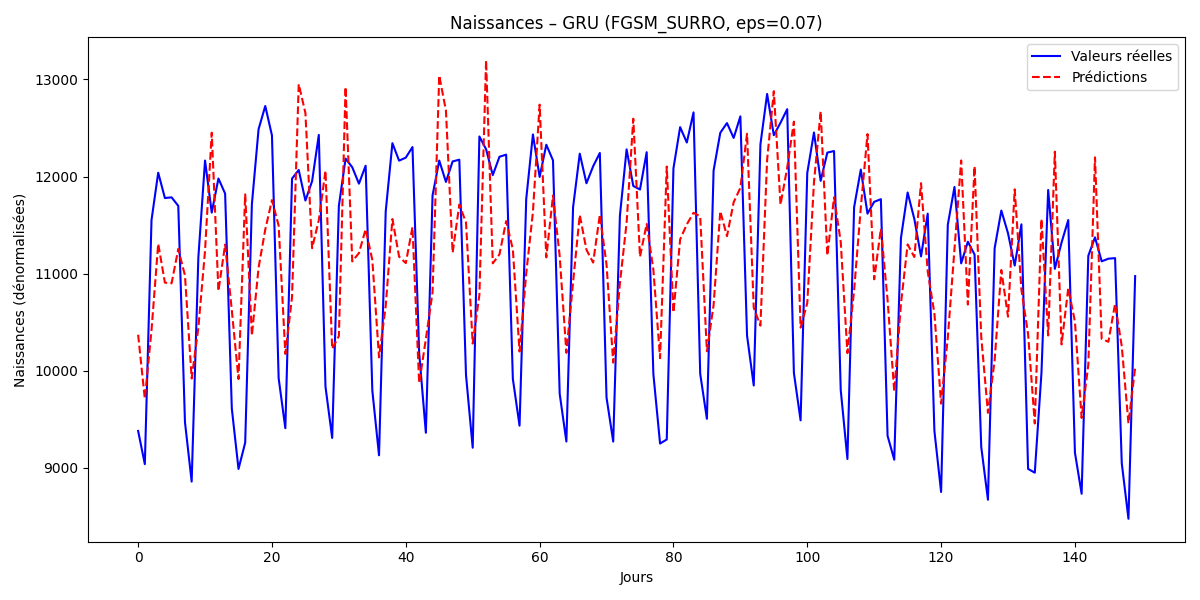 Naissances – GRU (FGSM_SURRO, eps=0.07)
Valeurs réelles
Prédictions
Naissances (dénormalisées)
13000
12000
11000
10000
9000
0 20 40 60 80 100 120 140
Jours